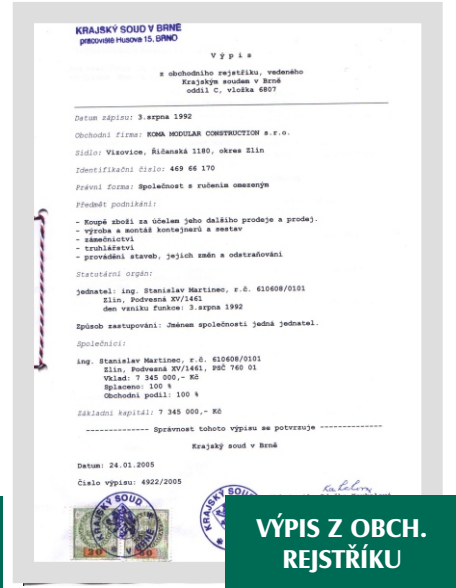 KRAJSKÝ SOUD V BRNĚ
pracoviště Husova 15, BRNO
Výpis
z obchodního rejstříku, vedeného
Krajským soudem v Brně
oddíl C, vložka 6807
Datum zápisu: 3.srpna 1992
Obchodní firma: KOMA MODULAR CONSTRUCTION s.r.o.
Sídlo: Vizovice, Říčanská 1180, okres Zlín
Identifikační číslo: 469 66 170
Právní forma: Společnost s ručením omezeným
Předmět podnikání:
- Koupě zboží za účelem jeho dalšího prodeje a prodej.
- výroba a montáž kontejnerů a sestav
- zámečnictví
- truhlářství
- provádění staveb, jejich změn a odstraňování
Statutární orgán:
jednatel: ing. Stanislav Martinec, r.č. 610608/0101
Zlín, Podvesná XV/1461
den vzniku funkce: 3.srpna 1992
Způsob zastupování: Jménem společnosti jedná jednatel.
Společníci:
ing. Stanislav Martinec, r.č. 610608/0101
Zlín, Podvesná XV/1461, PSČ 760 01
Vklad: 7 345 000,- Kč
Splaceno: 100 %
Obchodní podíl: 100 %
Základní kapitál: 7 345 000,- Kč
-------------- Správnost tohoto výpisu se potvrzuje --------------
Krajský soud v Brně
Datum: 24.01.2005
Číslo výpisu: 4922/2005
KRAJSKÝ SOUD
KRAJSKÝ SOUD
VÝPIS Z OBCH.
REJSTŘÍKU